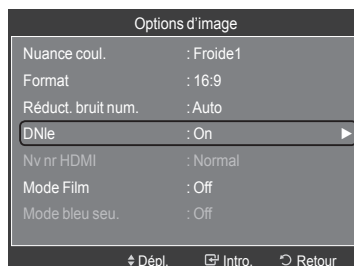 Options d'image
Nuance coul. : Froide1
Format : 16:9
Réduct. bruit num. : Auto
DNIe : On ►
Nv nr HDMI : Normal
Mode Film : Off
Mode bleu seu. : Off
Dépl. Intro. Retour